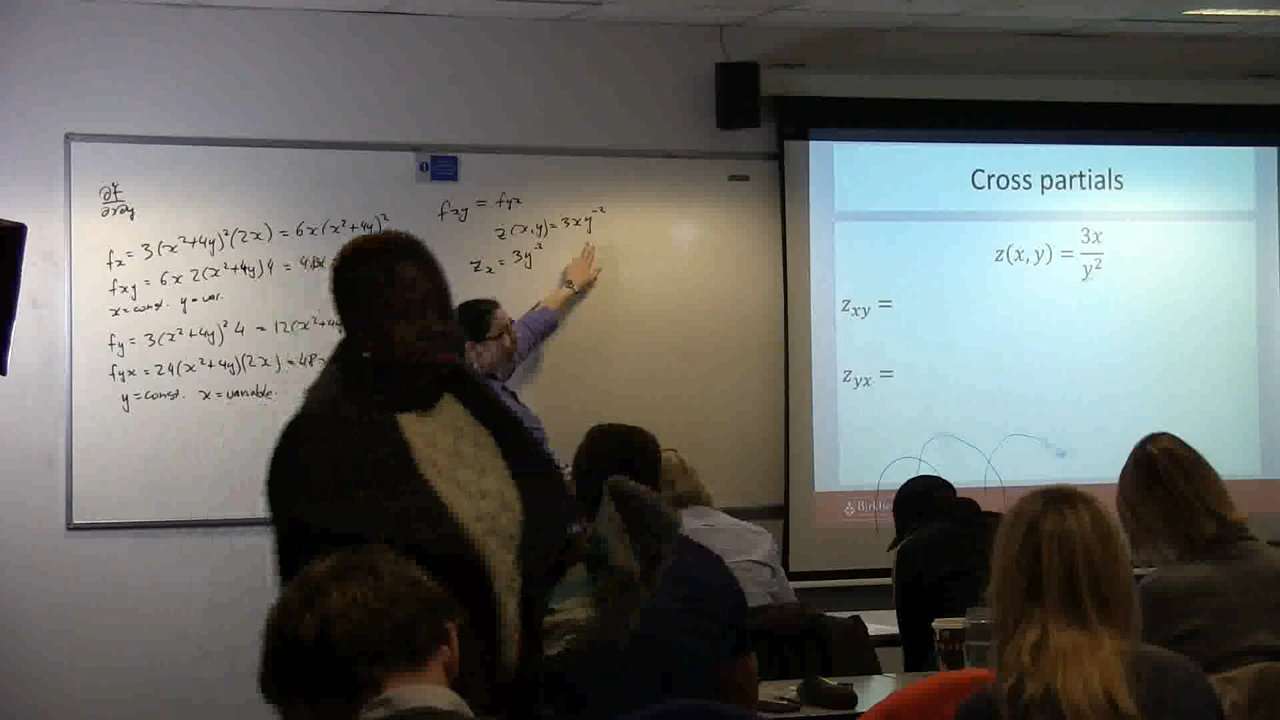 ∂²f
∂x∂y
fx = 3(x²+4y)²(2x) = 6x(x²+4y)²
fxy = 6x 2(x²+4y)4 = 48x
x=const. y=var.
fy = 3(x²+4y)² 4 = 12(x²+4y
fyx = 24(x²+4y)(2x) = 48x
y=const. x=variable.
fxy = fyx
z(x,y) = 3xy⁻²
zx = 3y⁻²
Cross partials
z(x, y) = 3x/y²
zxy =
zyx =